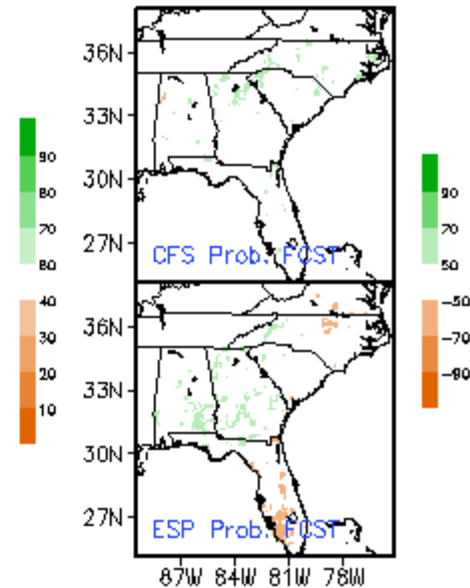 36N
33N
30N
27N
CFS Prob. FCST
90
80
70
60
40
30
20
10
90
70
50
-50
-70
-90
36N
33N
30N
27N
ESP Prob. FCST
87W 84W 81W 78W